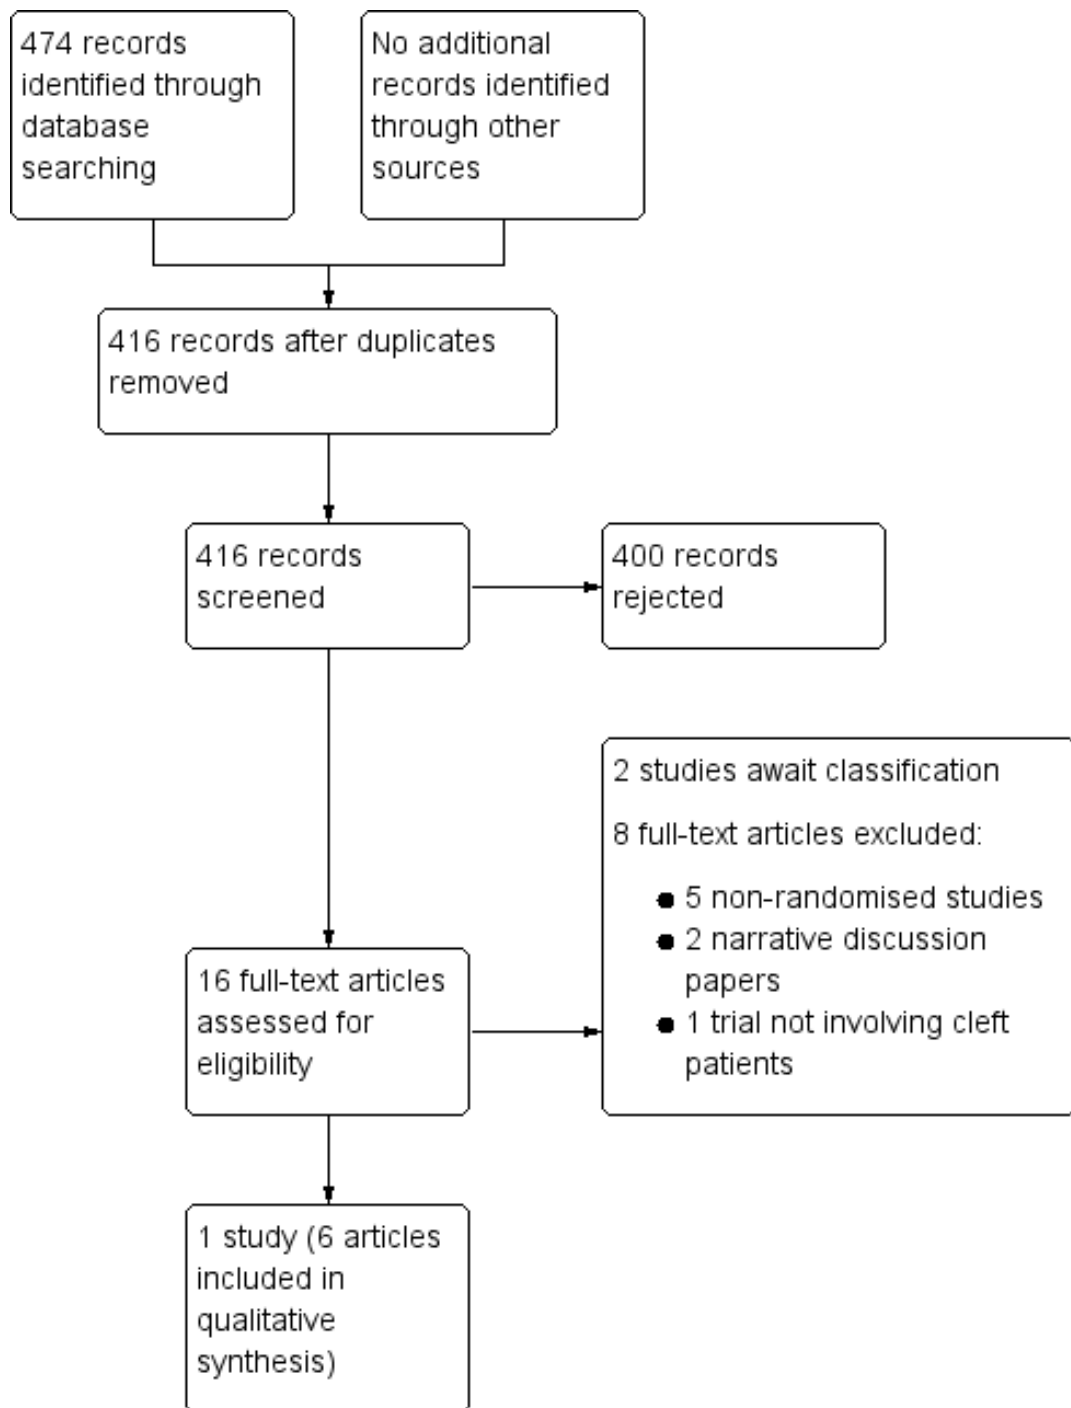 474 records
identified through
database
searching
No additional
records identified
through other
sources
416 records after duplicates
removed
416 records
screened
400 records
rejected
2 studies await classification
8 full-text articles excluded:
● 5 non-randomised studies
● 2 narrative discussion
papers
● 1 trial not involving cleft
patients
16 full-text articles
assessed for
eligibility
1 study (6 articles
included in
qualitative
synthesis)